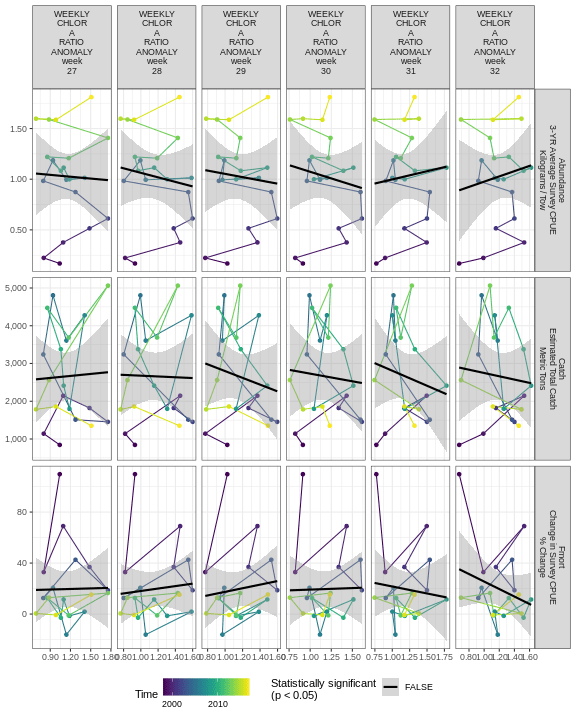 WEEKLY CHLOR A RATIO ANOMALY week 27
WEEKLY CHLOR A RATIO ANOMALY week 28
WEEKLY CHLOR A RATIO ANOMALY week 29
WEEKLY CHLOR A RATIO ANOMALY week 30
WEEKLY CHLOR A RATIO ANOMALY week 31
WEEKLY CHLOR A RATIO ANOMALY week 32
1.50
1.00
0.50
Abundance
3-YR Average Survey CPUE
Kilograms / Tow
5,000
4,000
3,000
2,000
1,000
Catch
Estimated Total Catch
Metric Tons
80
40
0
Fmort
Change in Survey CPUE
% Change
0.90 1.20 1.50 1.80
0.80 1.00 1.20 1.40 1.60
0.80 1.00 1.20 1.40 1.60
0.75 1.00 1.25 1.50
0.75 1.00 1.25 1.50 1.75
0.80 1.00 1.20 1.40 1.60
Time
2000 2010
Statistically significant
(p < 0.05)
FALSE